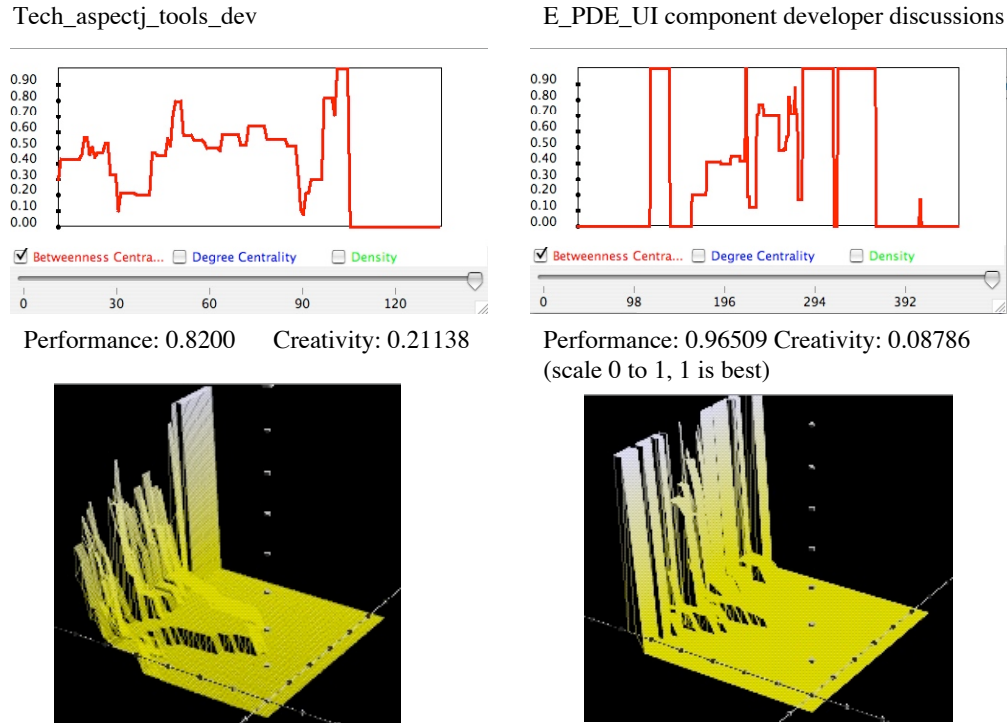 Tech_aspectj_tools_dev
0.90
0.80
0.70
0.60
0.50
0.40
0.30
0.20
0.10
0.00
Betweenness Centra... Degree Centrality Density
0 30 60 90 120
Performance: 0.8200 Creativity: 0.21138
E_PDE_UI component developer discussions
0.90
0.80
0.70
0.60
0.50
0.40
0.30
0.20
0.10
0.00
Betweenness Centra... Degree Centrality Density
0 98 196 294 392
Performance: 0.96509 Creativity: 0.08786
(scale 0 to 1, 1 is best)